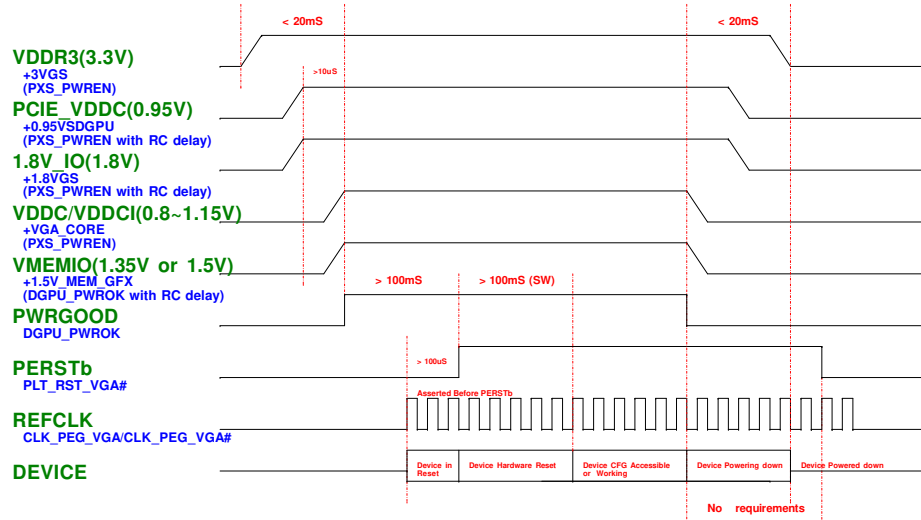 < 20mS
< 20mS
VDDR3(3.3V)
+3VGS
(PXS_PWREN)
>10uS
PCIE_VDDC(0.95V)
+0.95VSDGPU
(PXS_PWREN with RC delay)
1.8V_IO(1.8V)
+1.8VGS
(PXS_PWREN with RC delay)
VDDC/VDDCI(0.8~1.15V)
+VGA_CORE
(PXS_PWREN)
VMEMIO(1.35V or 1.5V)
+1.5V_MEM_GFX
(DGPU_PWROK with RC delay)
> 100mS
> 100mS (SW)
PWRGOOD
DGPU_PWROK
> 100uS
PERSTb
PLT_RST_VGA#
Asserted Before PERSTb
REFCLK
CLK_PEG_VGA/CLK_PEG_VGA#
DEVICE
Device in
Reset
Device Hardware Reset
Device CFG Accessible
or Working
Device Powering down
Device Powered down
No requirements